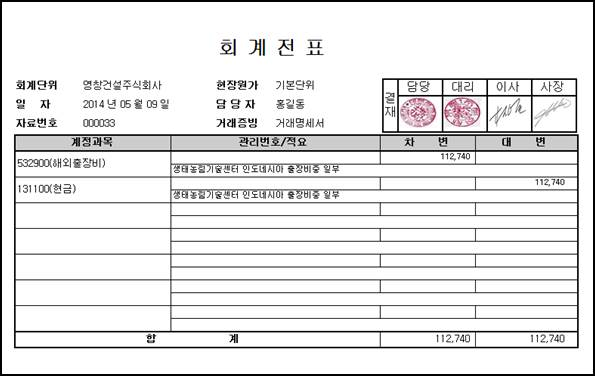 회 계 전 표
회계단위 명창건설주식회사 현장원가 기본단위
일 자 2014 년 05 월 09 일 담 당 자 홍길동
자료번호 000033 거래증빙 거래명세서
결재 담당 대리 이사 사장
계정과목 관리번호/적요 차 변 대 변
532900(해외출장비) 112,740
생태농림기술센터 인도네시아 출장비중 일부
131100(현금) 112,740
생태농림기술센터 인도네시아 출장비중 일부
합 계 112,740 112,740